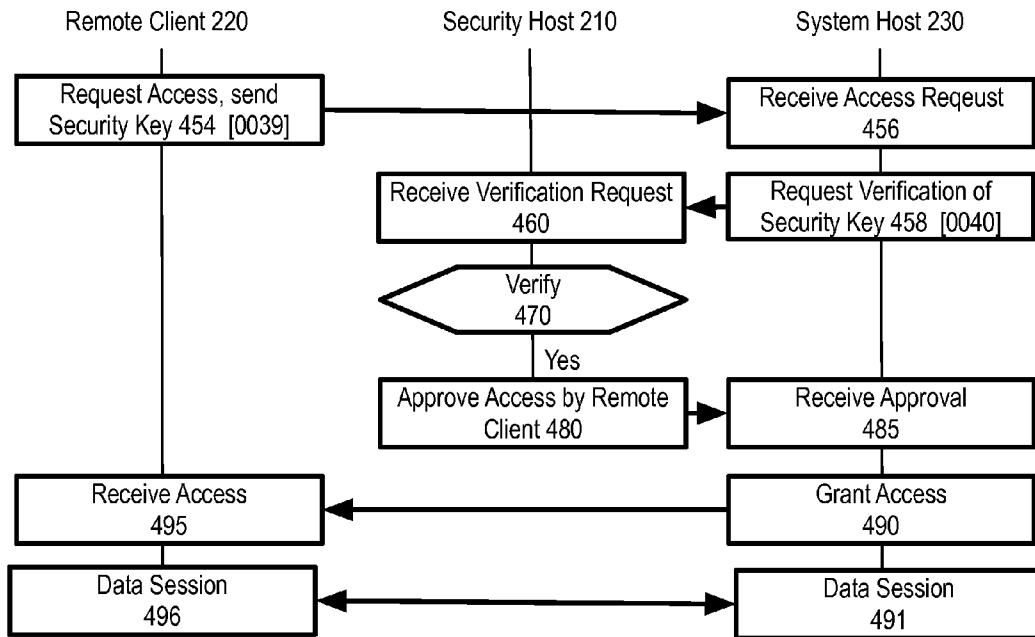 Remote Client 220
Security Host 210
System Host 230
Request Access, send
Security Key 454 [0039]
Receive Access Reqeust
456
Receive Verification Request
460
Request Verification of
Security Key 458 [0040]
Verify
470
Yes
Approve Access by Remote
Client 480
Receive Approval
485
Receive Access
495
Grant Access
490
Data Session
496
Data Session
491